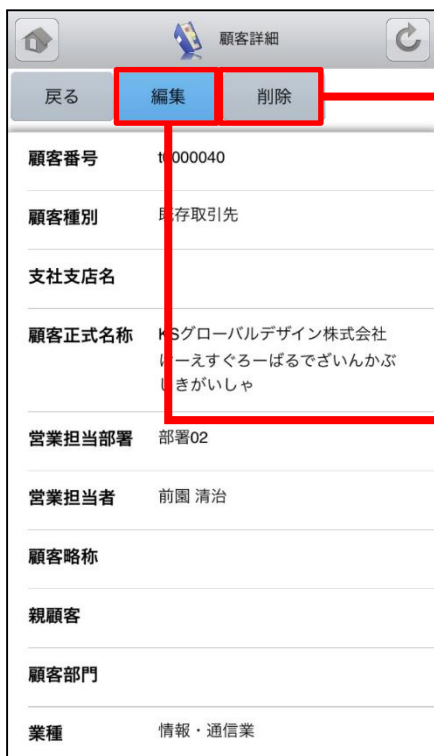 顧客詳細
戻る 編集 削除
顧客番号 t0000040
顧客種別 既存取引先
支社支店名
顧客正式名称 KSグローバルデザイン株式会社
けーえすぐろーばるでざいんかぶ
しきがいしゃ
営業担当部署 部署02
営業担当者 前園 清治
顧客略称
親顧客
顧客部門
業種 情報・通信業